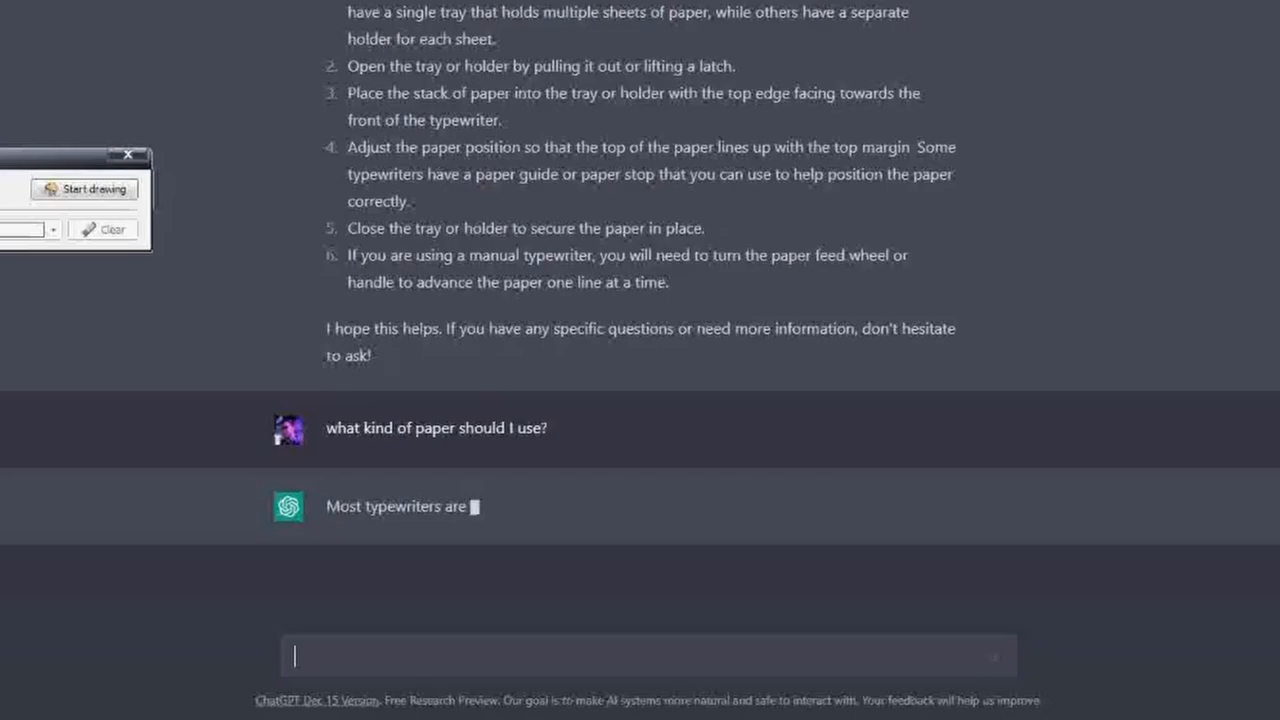 have a single tray that holds multiple sheets of paper, while others have a separate
holder for each sheet.
2. Open the tray or holder by pulling it out or lifting a latch.
3. Place the stack of paper into the tray or holder with the top edge facing towards the
front of the typewriter.
4. Adjust the paper position so that the top of the paper lines up with the top margin. Some
typewriters have a paper guide or paper stop that you can use to help position the paper
correctly.
5. Close the tray or holder to secure the paper in place.
6. If you are using a manual typewriter, you will need to turn the paper feed wheel or
handle to advance the paper one line at a time.
I hope this helps. If you have any specific questions or need more information, don't hesitate
to ask!
Start drawing
Clear
what kind of paper should I use?
Most typewriters are
ChatGPT Dec 15 Version. Free Research Preview. Our goal is to make AI systems more natural and safe to interact with. Your feedback will help us improve.